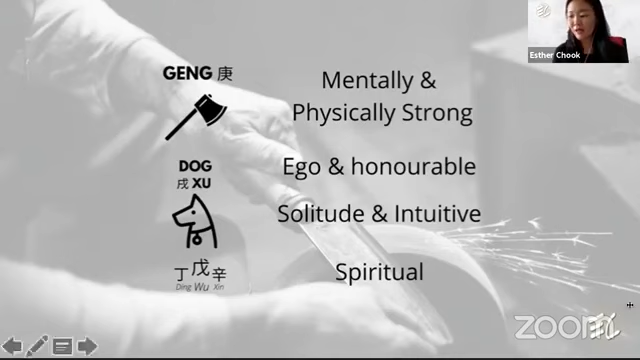 Esther Chook
GENG 庚
Mentally &
Physically Strong
DOG
戌 XU
Ego & honourable
Solitude & Intuitive
丁戊辛
Ding Wu Xin
Spiritual
zoom